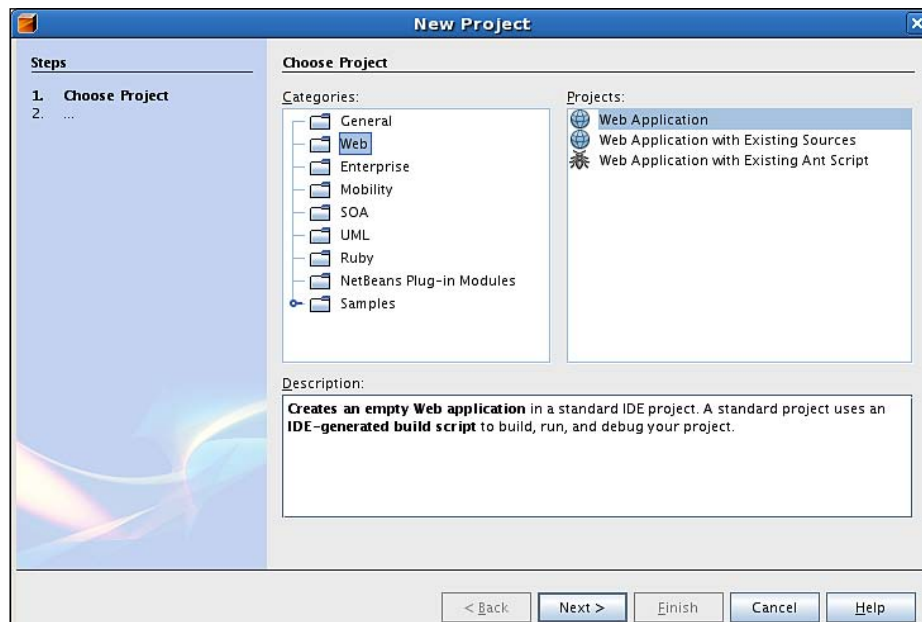 New Project
Steps
1. Choose Project
2. ...
Choose Project
Categories:
General
Web
Enterprise
Mobility
SOA
UML
Ruby
NetBeans Plug-in Modules
Samples
Projects:
Web Application
Web Application with Existing Sources
Web Application with Existing Ant Script
Description:
Creates an empty Web application in a standard IDE project. A standard project uses an
IDE-generated build script to build, run, and debug your project.
< Back
Next >
Finish
Cancel
Help